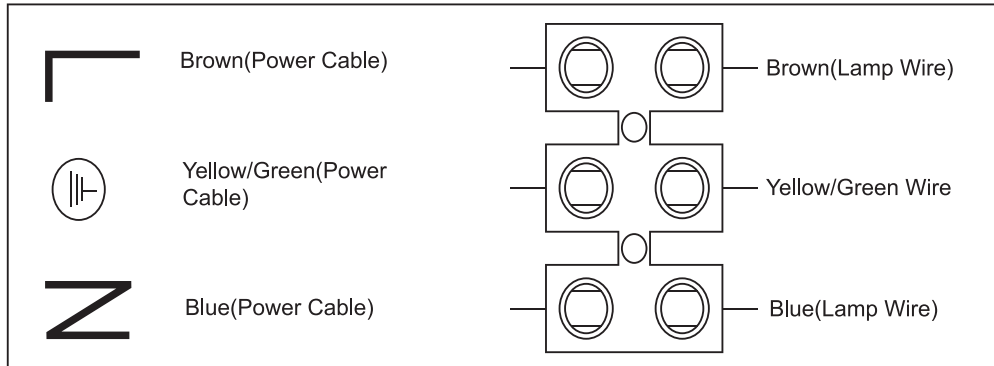 Brown(Power Cable)
Brown(Lamp Wire)
Yellow/Green(Power
Cable)
Yellow/Green Wire
Blue(Power Cable)
Blue(Lamp Wire)